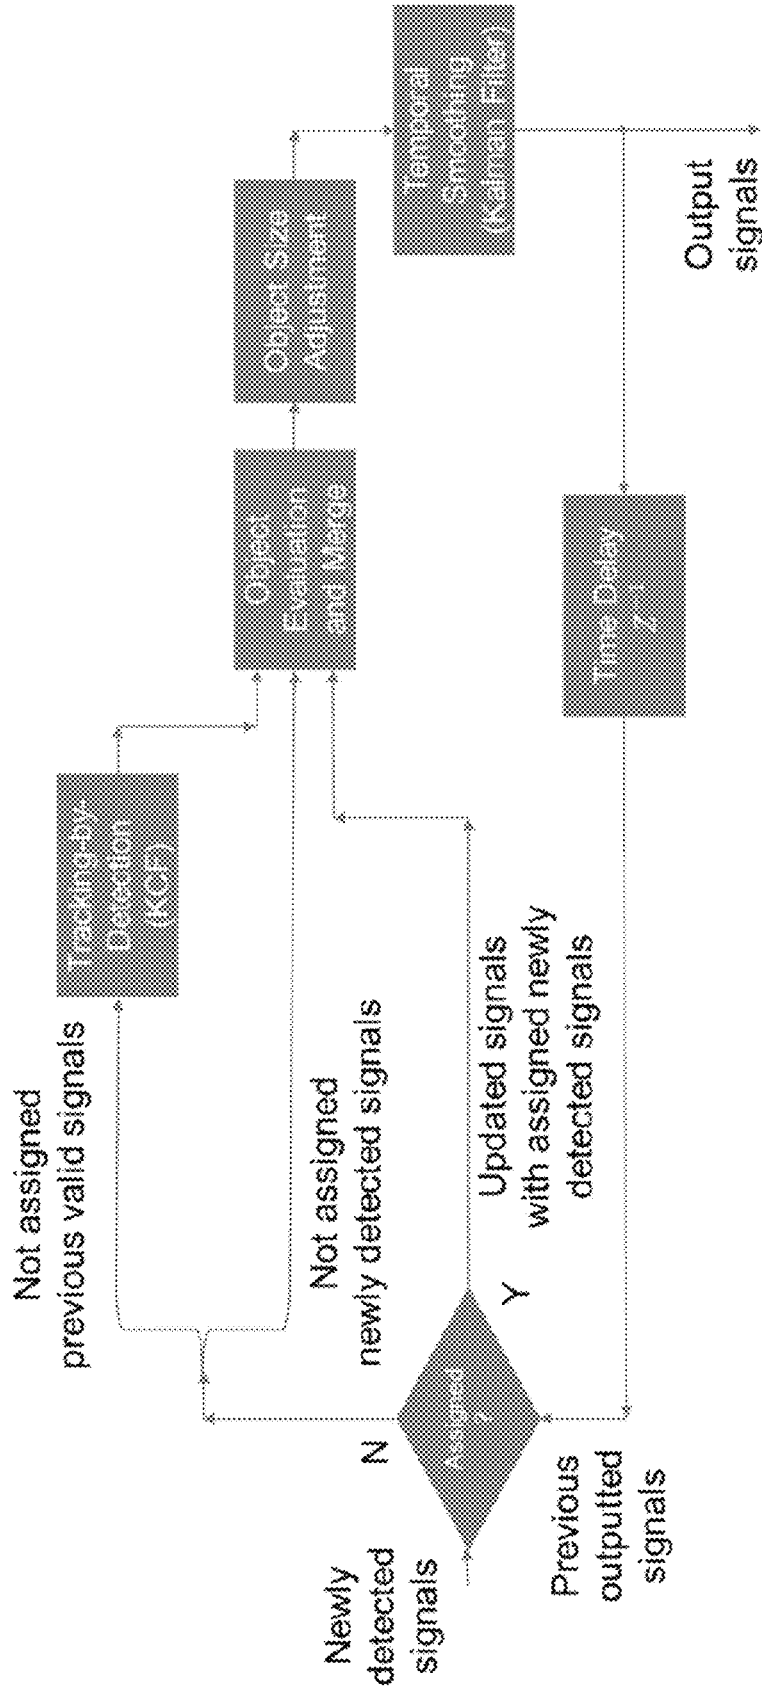 Newly
detected
signals
Assigned
?
N
Y
Previous
outputted
signals
Not assigned
previous valid signals
Not assigned
newly detected signals
Updated signals
with assigned newly
detected signals
Tracking-by-
Detection
(KCF)
Object
Evaluation
and Merge
Object Size
Adjustment
Temporal
Smoothing
(Kalman Filter)
Time Delay
Output
signals